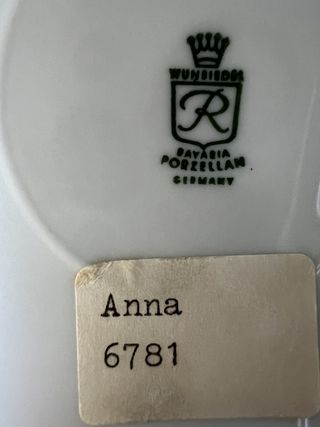 WUNSIEDEL
R
BAVARIA
PORZELLAN
GERMANY
Anna
6781